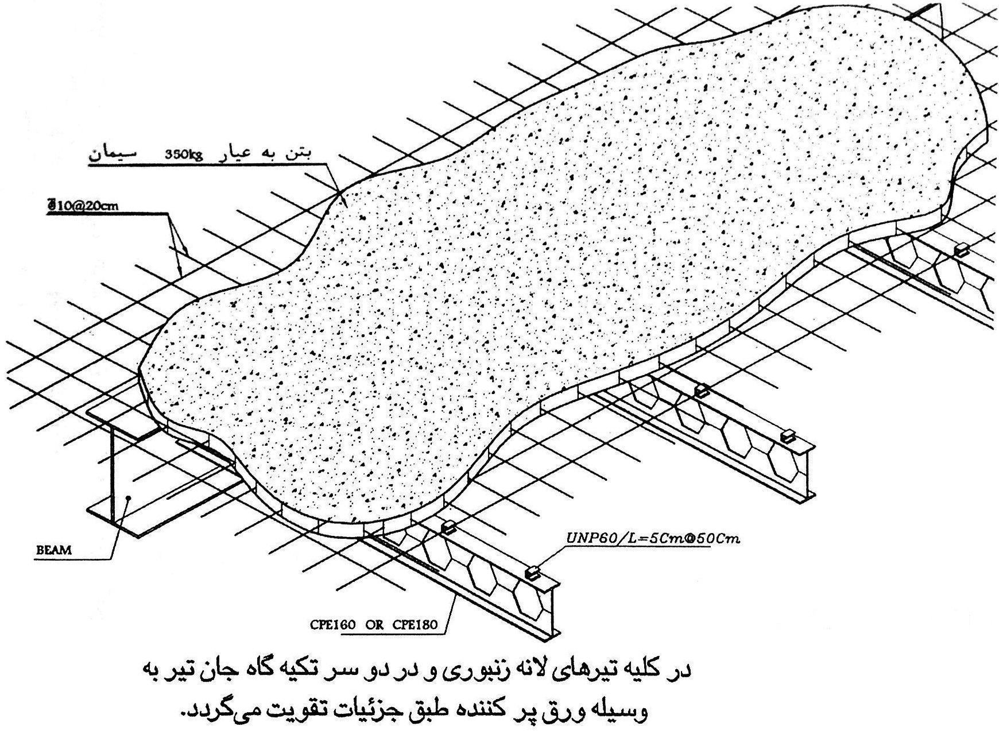 بتن به عیار 350kg سیمان
Φ10@20cm
BEAM
UNP60/L=5Cm@50Cm
CPE160 OR CPE180
در کلیه تیرهای لانه زنبوری و در دو سر تکیه گاه جان تیر به
وسیله ورق پر کننده طبق جزئیات تقویت می‌گردد.